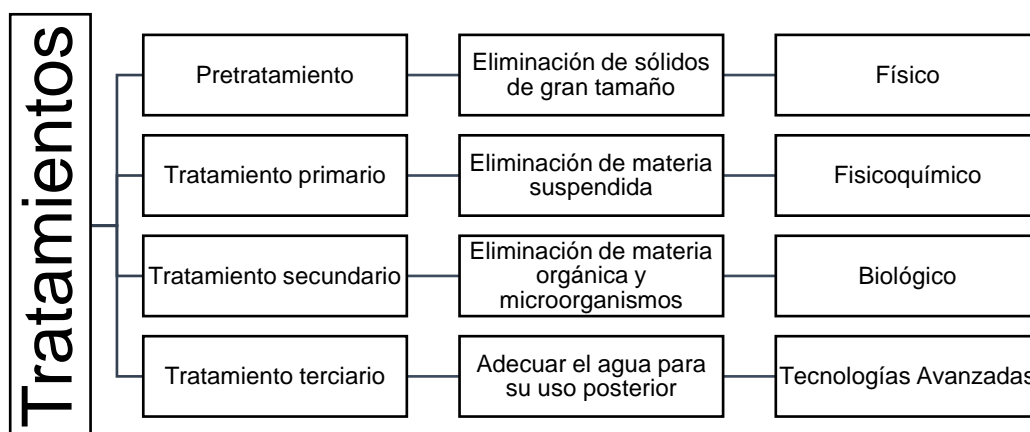 Tratamientos
Pretratamiento
Eliminación de sólidos
de gran tamaño
Físico
Tratamiento primario
Eliminación de materia
suspendida
Fisicoquímico
Tratamiento secundario
Eliminación de materia
orgánica y
microorganismos
Biológico
Tratamiento terciario
Adecuar el agua para
su uso posterior
Tecnologías Avanzadas